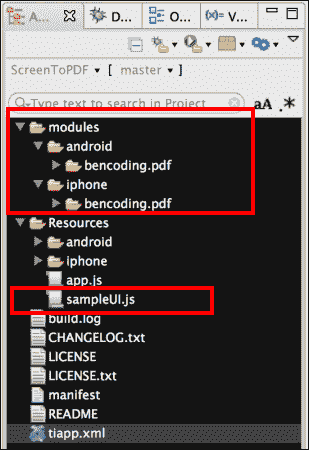 A...
D...
O...
(x)= V...
ScreenToPDF [ master ]
Type text to search in Project
aA .*
modules
android
bencoding.pdf
iphone
bencoding.pdf
Resources
android
iphone
app.js
sampleUI.js
build.log
CHANGELOG.txt
LICENSE
LICENSE.txt
manifest
README
tiapp.xml